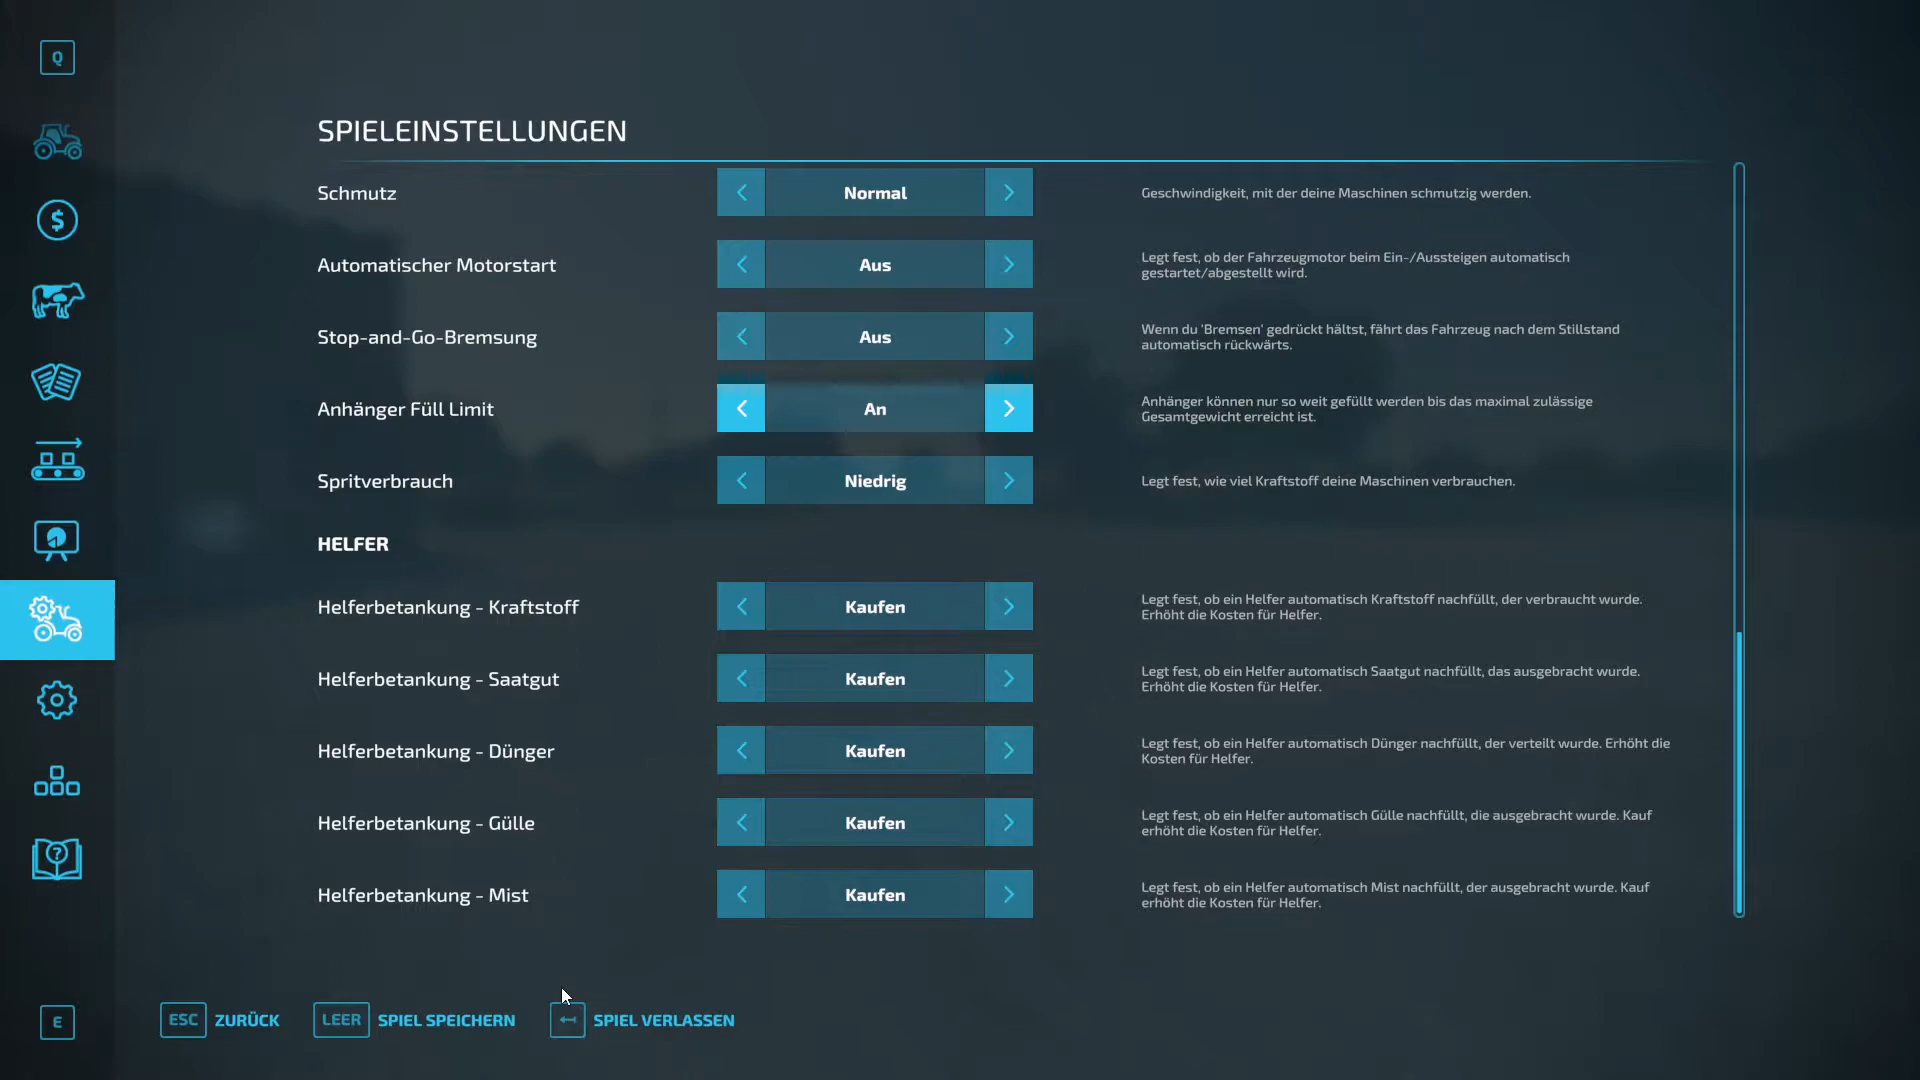 Q
SPIELEINSTELLUNGEN
Schmutz
Normal
Geschwindigkeit, mit der deine Maschinen schmutzig werden.
Automatischer Motorstart
Aus
Legt fest, ob der Fahrzeugmotor beim Ein-/Aussteigen automatisch
gestartet/abgestellt wird.
Stop-and-Go-Bremsung
Aus
Wenn du 'Bremsen' gedrückt hältst, fährt das Fahrzeug nach dem Stillstand
automatisch rückwärts.
Anhänger Füll Limit
An
Anhänger können nur so weit gefüllt werden bis das maximal zulässige
Gesamtgewicht erreicht ist.
Spritverbrauch
Niedrig
Legt fest, wie viel Kraftstoff deine Maschinen verbrauchen.
HELFER
Helferbetankung - Kraftstoff
Kaufen
Legt fest, ob ein Helfer automatisch Kraftstoff nachfüllt, der verbraucht wurde.
Erhöht die Kosten für Helfer.
Helferbetankung - Saatgut
Kaufen
Legt fest, ob ein Helfer automatisch Saatgut nachfüllt, das ausgebracht wurde.
Erhöht die Kosten für Helfer.
Helferbetankung - Dünger
Kaufen
Legt fest, ob ein Helfer automatisch Dünger nachfüllt, der verteilt wurde. Erhöht die
Kosten für Helfer.
Helferbetankung - Gülle
Kaufen
Legt fest, ob ein Helfer automatisch Gülle nachfüllt, die ausgebracht wurde. Kauf
erhöht die Kosten für Helfer.
Helferbetankung - Mist
Kaufen
Legt fest, ob ein Helfer automatisch Mist nachfüllt, der ausgebracht wurde. Kauf
erhöht die Kosten für Helfer.
E
ESC ZURÜCK LEER SPIEL SPEICHERN SPIEL VERLASSEN